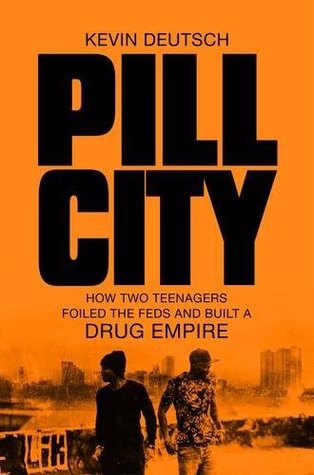 KEVIN DEUTSCH
PILL
CITY
HOW TWO TEENAGERS
FOILED THE FEDS AND BUILT A
DRUG EMPIRE